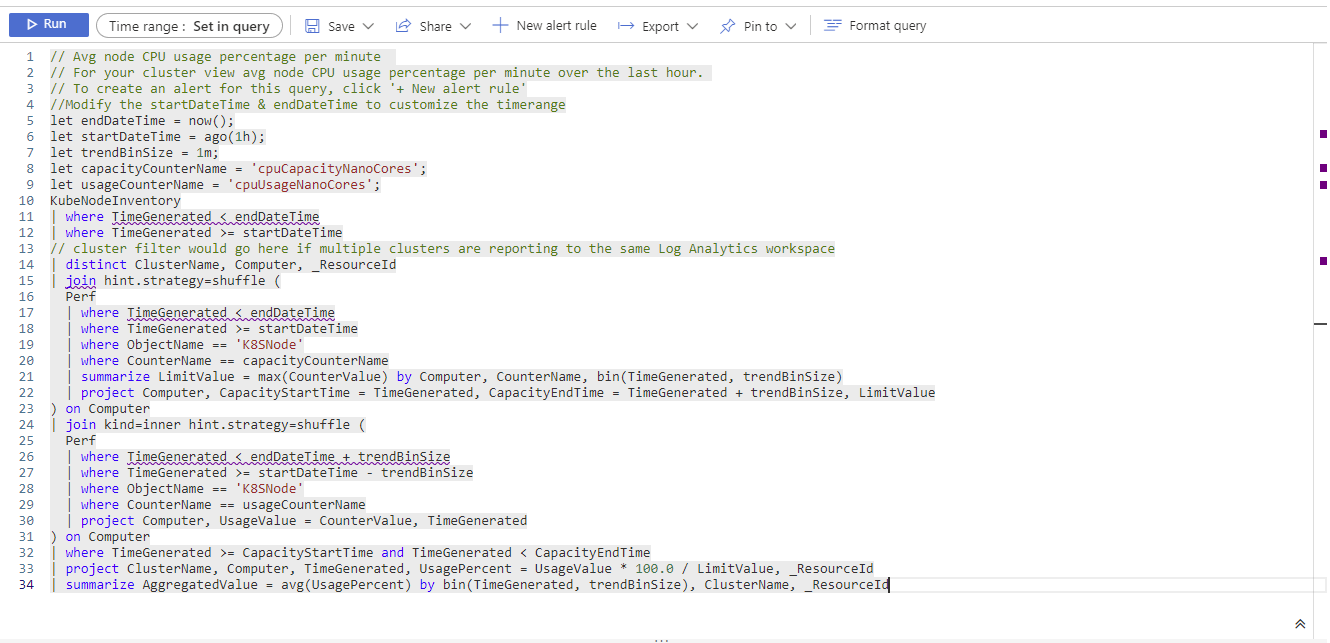 Run Time range : Set in query Save Share New alert rule Export Pin to Format query
1 // Avg node CPU usage percentage per minute
2 // For your cluster view avg node CPU usage percentage per minute over the last hour.
3 // To create an alert for this query, click '+ New alert rule'
4 //Modify the startDateTime & endDateTime to customize the timerange
5 let endDateTime = now();
6 let startDateTime = ago(1h);
7 let trendBinSize = 1m;
8 let capacityCounterName = 'cpuCapacityNanoCores';
9 let usageCounterName = 'cpuUsageNanoCores';
10 KubeNodeInventory
11 | where TimeGenerated < endDateTime
12 | where TimeGenerated >= startDateTime
13 // cluster filter would go here if multiple clusters are reporting to the same Log Analytics workspace
14 | distinct ClusterName, Computer, _ResourceId
15 | join hint.strategy=shuffle (
16   Perf
17   | where TimeGenerated < endDateTime
18   | where TimeGenerated >= startDateTime
19   | where ObjectName == 'K8SNode'
20   | where CounterName == capacityCounterName
21   | summarize LimitValue = max(CounterValue) by Computer, CounterName, bin(TimeGenerated, trendBinSize)
22   | project Computer, CapacityStartTime = TimeGenerated, CapacityEndTime = TimeGenerated + trendBinSize, LimitValue
23 ) on Computer
24 | join kind=inner hint.strategy=shuffle (
25   Perf
26   | where TimeGenerated < endDateTime + trendBinSize
27   | where TimeGenerated >= startDateTime - trendBinSize
28   | where ObjectName == 'K8SNode'
29   | where CounterName == usageCounterName
30   | project Computer, UsageValue = CounterValue, TimeGenerated
31 ) on Computer
32 | where TimeGenerated >= CapacityStartTime and TimeGenerated < CapacityEndTime
33 | project ClusterName, Computer, TimeGenerated, UsagePercent = UsageValue * 100.0 / LimitValue, _ResourceId
34 | summarize AggregatedValue = avg(UsagePercent) by bin(TimeGenerated, trendBinSize), ClusterName, _ResourceId